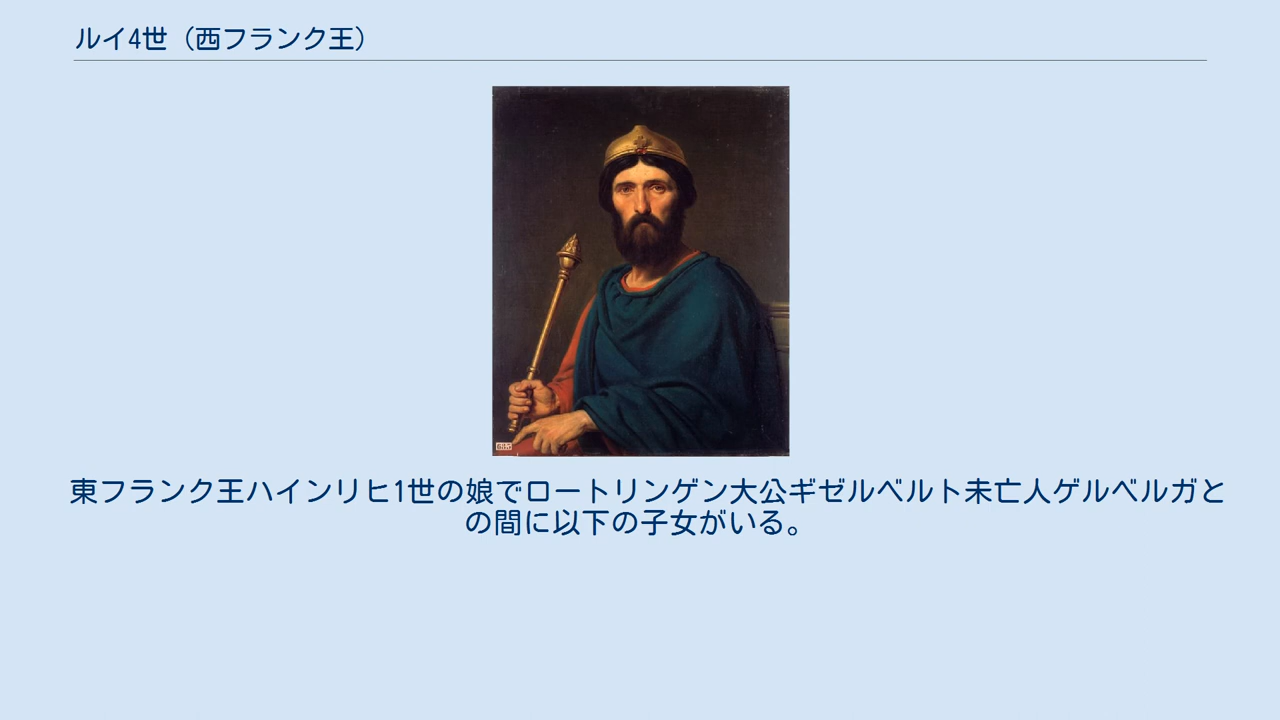 ルイ4世（西フランク王）
東フランク王ハインリヒ1世の娘でロートリンゲン大公ギゼルベルト未亡人ゲルベルガと
の間に以下の子女がいる。